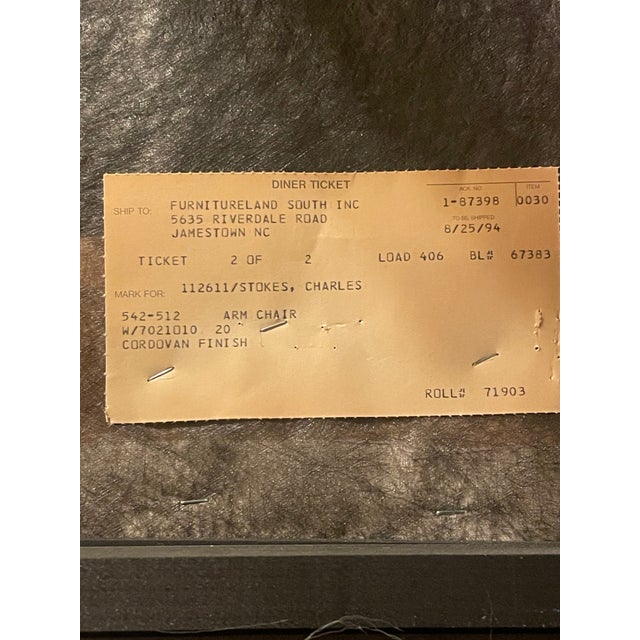 DINER TICKET
SHIP TO: FURNITURELAND SOUTH INC
5635 RIVERDALE ROAD
JAMESTOWN NC
ACK. NO. ITEM
1-87398 0030
TO BE SHIPPED
8/25/94
TICKET 2 OF 2 LOAD 406 BL# 67383
MARK FOR: 112611/STOKES, CHARLES
542-512 ARM CHAIR
W/7021010 20
CORDOVAN FINISH
ROLL# 71903